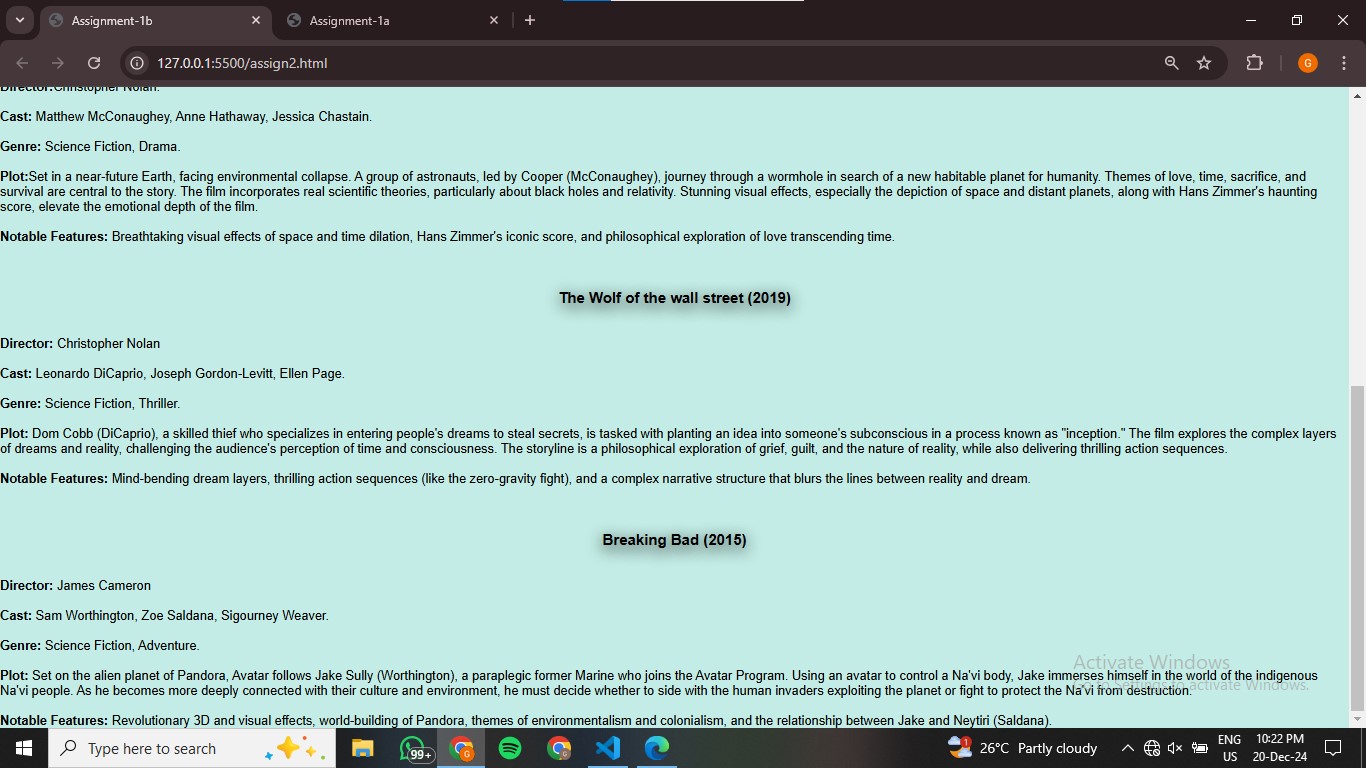 Assignment-1b
Assignment-1a
127.0.0.1:5500/assign2.html
G
Director:Christopher Nolan.
Cast: Matthew McConaughey, Anne Hathaway, Jessica Chastain.
Genre: Science Fiction, Drama.
Plot:Set in a near-future Earth, facing environmental collapse. A group of astronauts, led by Cooper (McConaughey), journey through a wormhole in search of a new habitable planet for humanity. Themes of love, time, sacrifice, and
survival are central to the story. The film incorporates real scientific theories, particularly about black holes and relativity. Stunning visual effects, especially the depiction of space and distant planets, along with Hans Zimmer's haunting
score, elevate the emotional depth of the film.
Notable Features: Breathtaking visual effects of space and time dilation, Hans Zimmer's iconic score, and philosophical exploration of love transcending time.
The Wolf of the wall street (2019)
Director: Christopher Nolan
Cast: Leonardo DiCaprio, Joseph Gordon-Levitt, Ellen Page.
Genre: Science Fiction, Thriller.
Plot: Dom Cobb (DiCaprio), a skilled thief who specializes in entering people's dreams to steal secrets, is tasked with planting an idea into someone's subconscious in a process known as "inception." The film explores the complex layers
of dreams and reality, challenging the audience's perception of time and consciousness. The storyline is a philosophical exploration of grief, guilt, and the nature of reality, while also delivering thrilling action sequences.
Notable Features: Mind-bending dream layers, thrilling action sequences (like the zero-gravity fight), and a complex narrative structure that blurs the lines between reality and dream.
Breaking Bad (2015)
Director: James Cameron
Cast: Sam Worthington, Zoe Saldana, Sigourney Weaver.
Genre: Science Fiction, Adventure.
Activate Windows
Plot: Set on the alien planet of Pandora, Avatar follows Jake Sully (Worthington), a paraplegic former Marine who joins the Avatar Program. Using an avatar to control a Na'vi body, Jake immerses himself in the world of the indigenous
Na'vi people. As he becomes more deeply connected with their culture and environment, he must decide whether to side with the human invaders exploiting the planet or fight to protect the Na'vi from destruction.
Go to Settings to activate Windows.
Notable Features: Revolutionary 3D and visual effects, world-building of Pandora, themes of environmentalism and colonialism, and the relationship between Jake and Neytiri (Saldana).
Type here to search
99+
G
1
26°C Partly cloudy
ENG
US
10:22 PM
20-Dec-24